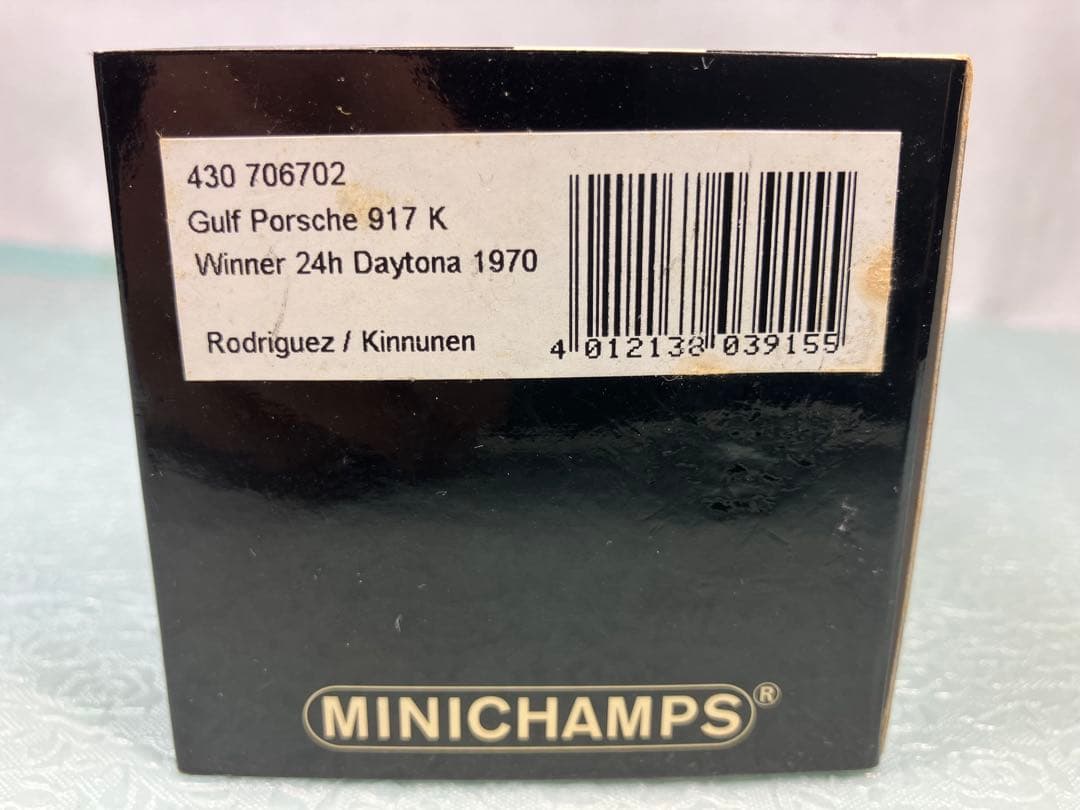 430 706702
Gulf Porsche 917 K
Winner 24h Daytona 1970
Rodriguez / Kinnunen
4 012138 039155
MINICHAMPS®